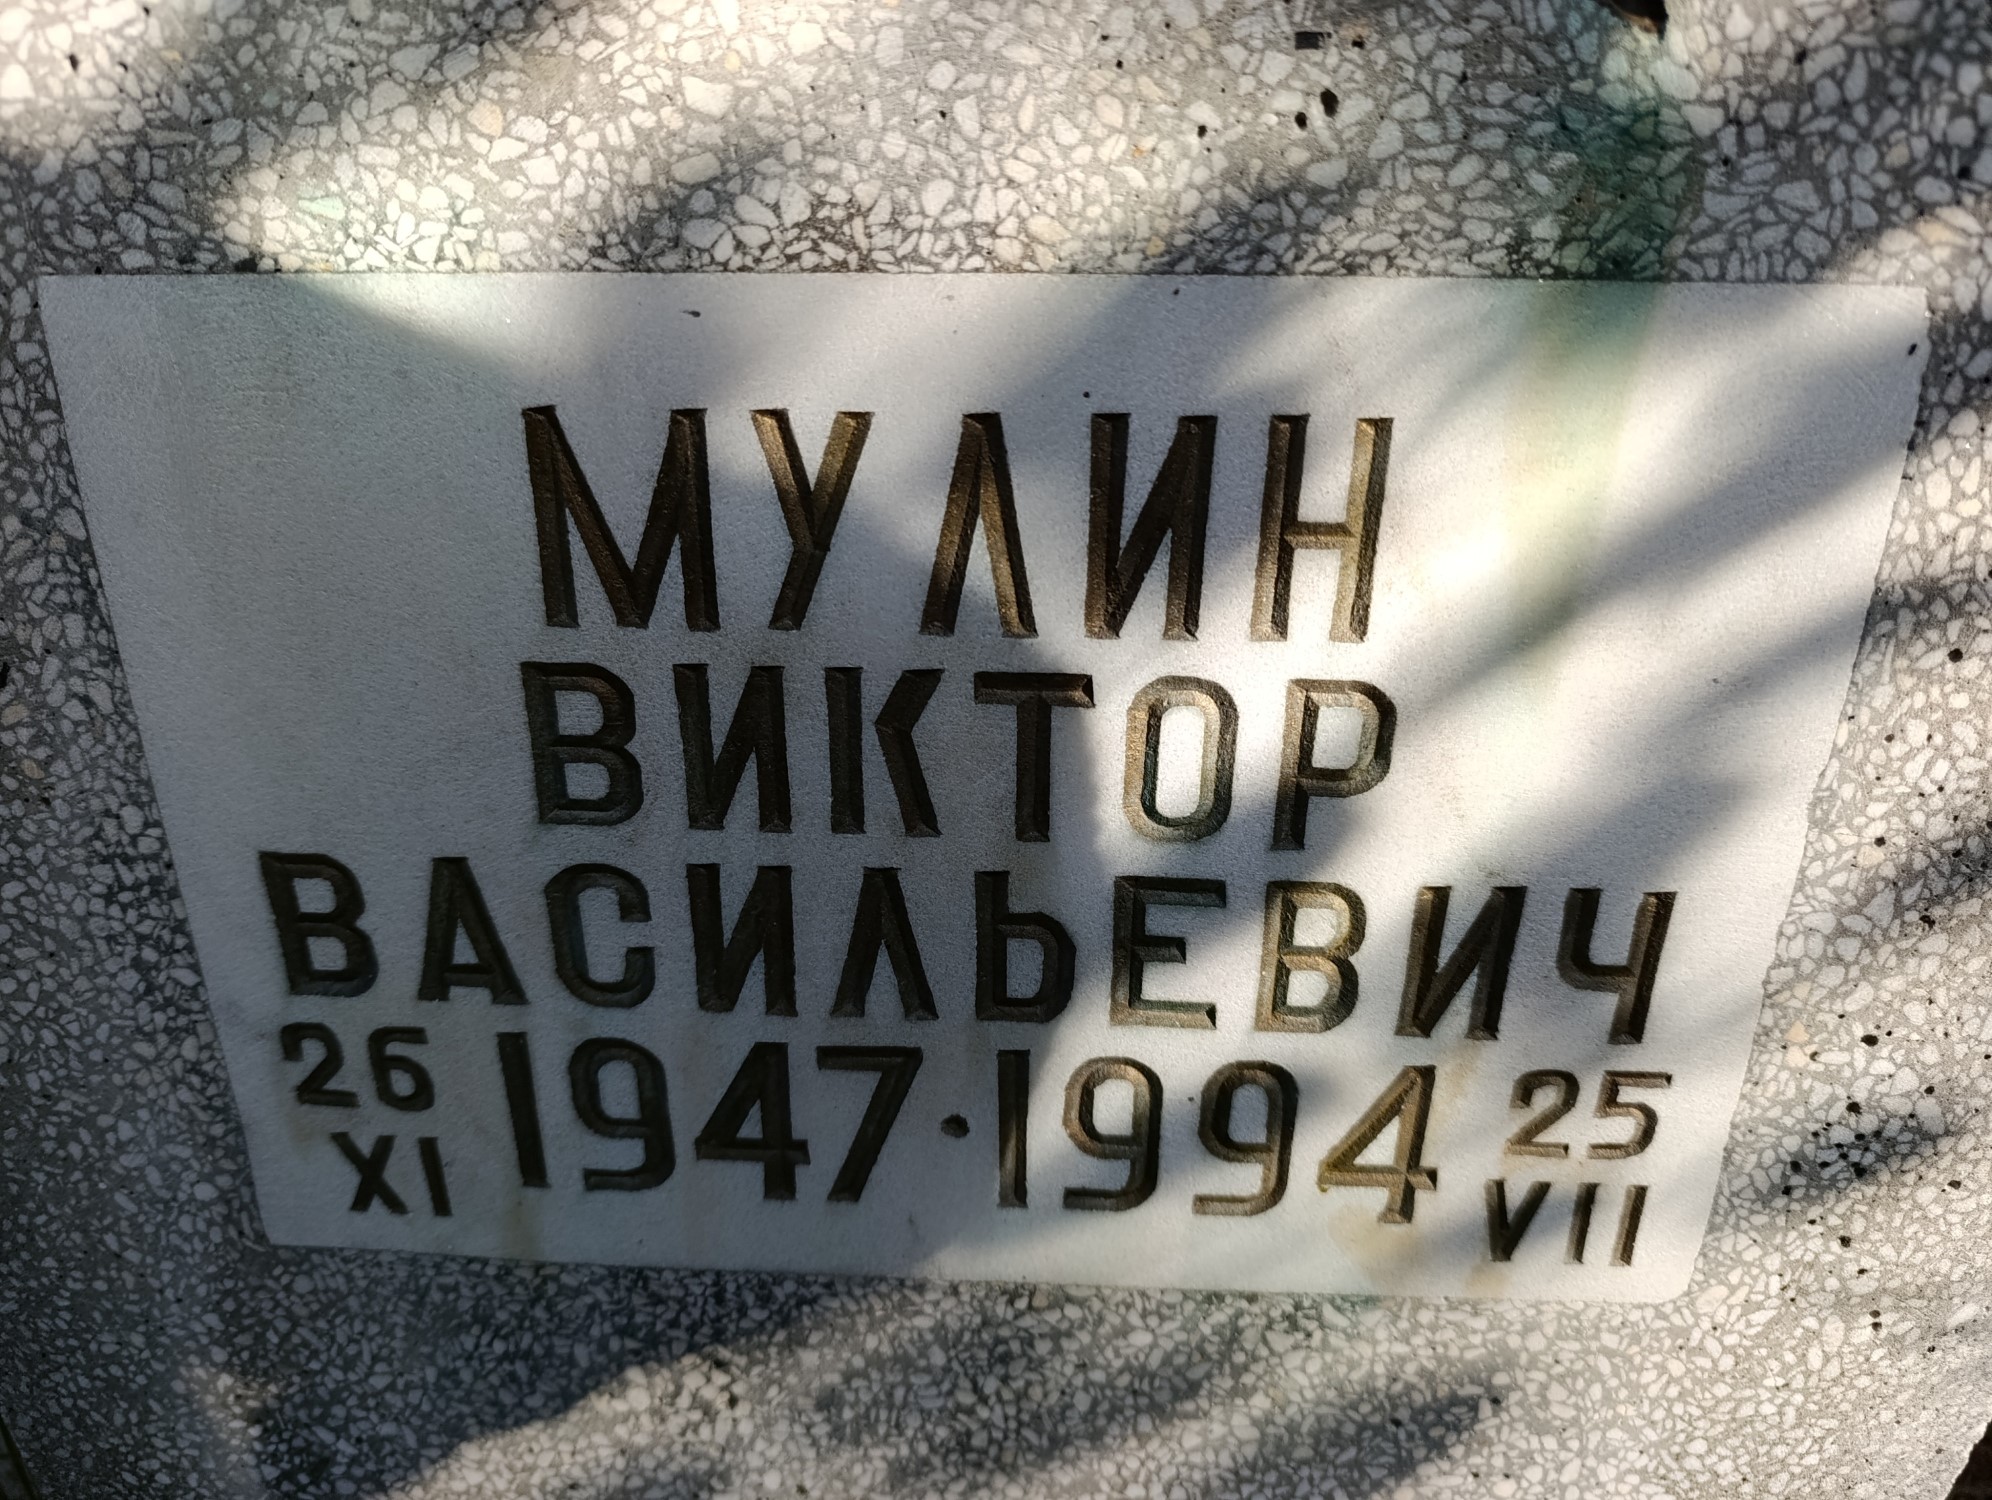 МУЛИН
ВИКТОР
ВАСИЛЬЕВИЧ
26 XI 1947 · 1994 25 VII